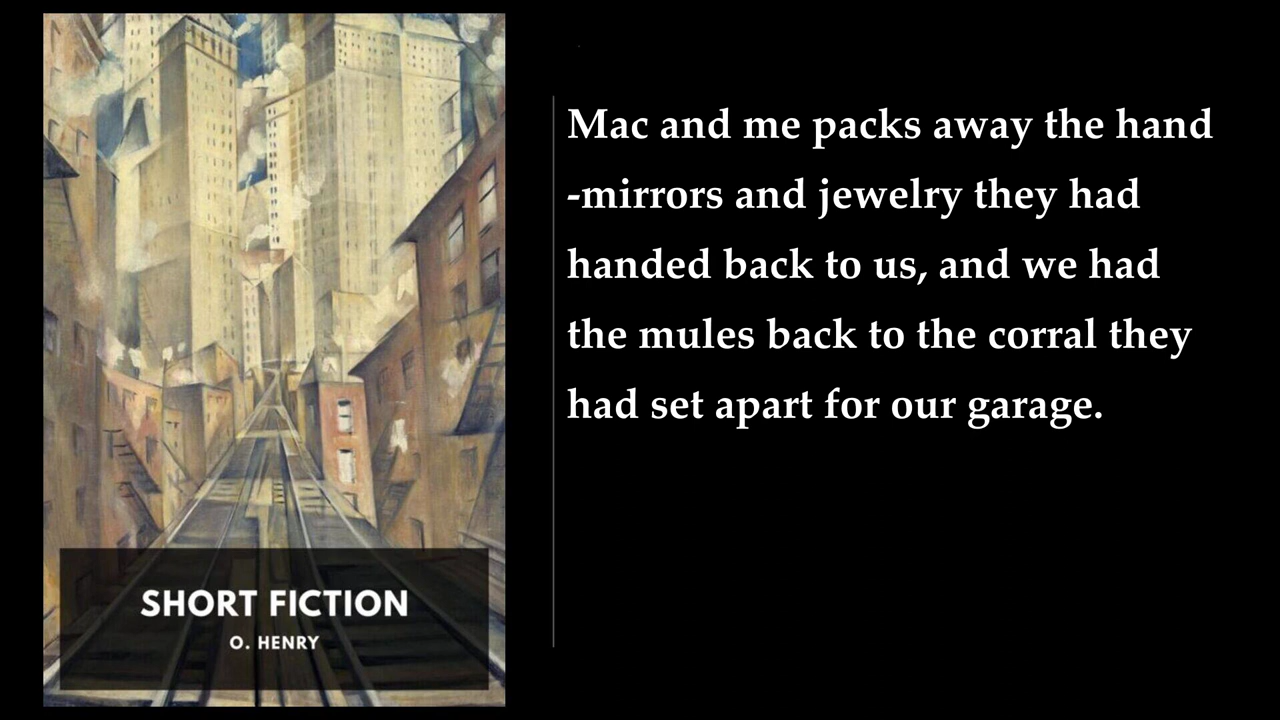 Mac and me packs away the hand
-mirrors and jewelry they had
handed back to us, and we had
the mules back to the corral they
had set apart for our garage.
SHORT FICTION
O. HENRY